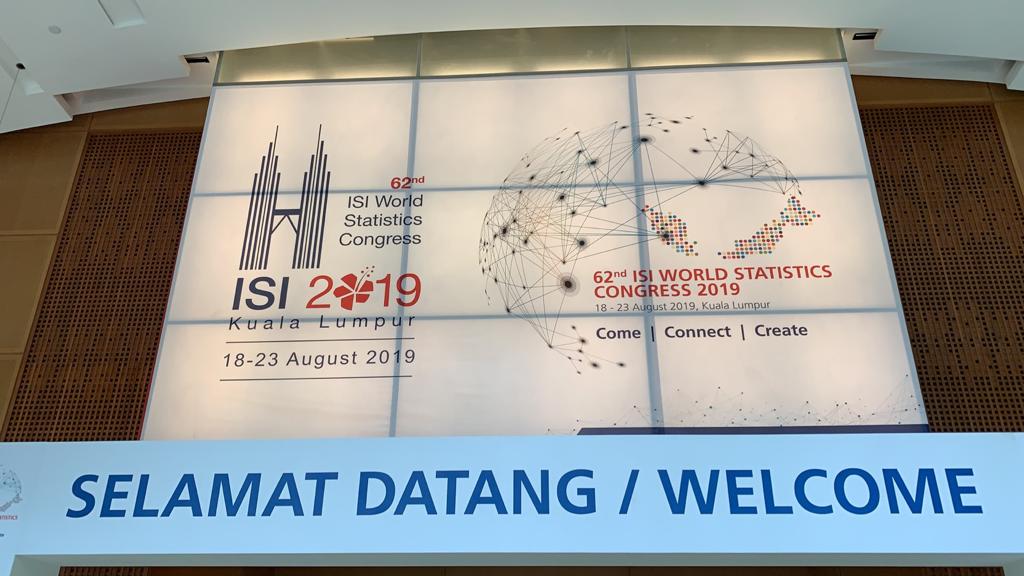 62nd
ISI World
Statistics
Congress
ISI 2019
Kuala Lumpur
18-23 August 2019
62nd ISI WORLD STATISTICS
CONGRESS 2019
18 - 23 August 2019, Kuala Lumpur
Come | Connect | Create
SELAMAT DATANG / WELCOME